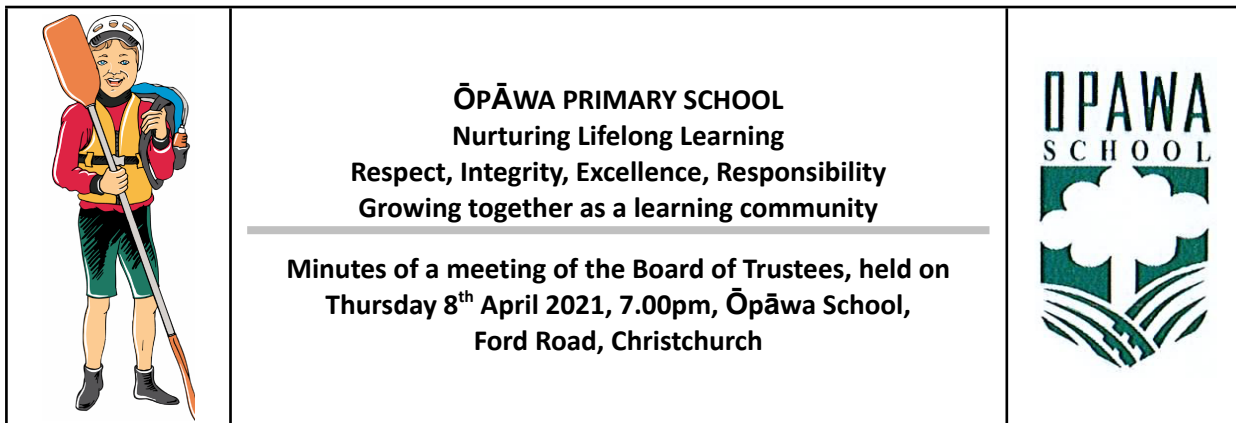 ŌPĀWA PRIMARY SCHOOL
Nurturing Lifelong Learning
Respect, Integrity, Excellence, Responsibility
Growing together as a learning community
Minutes of a meeting of the Board of Trustees, held on
Thursday 8th April 2021, 7.00pm, Ōpāwa School,
Ford Road, Christchurch
OPAWA
SCHOOL